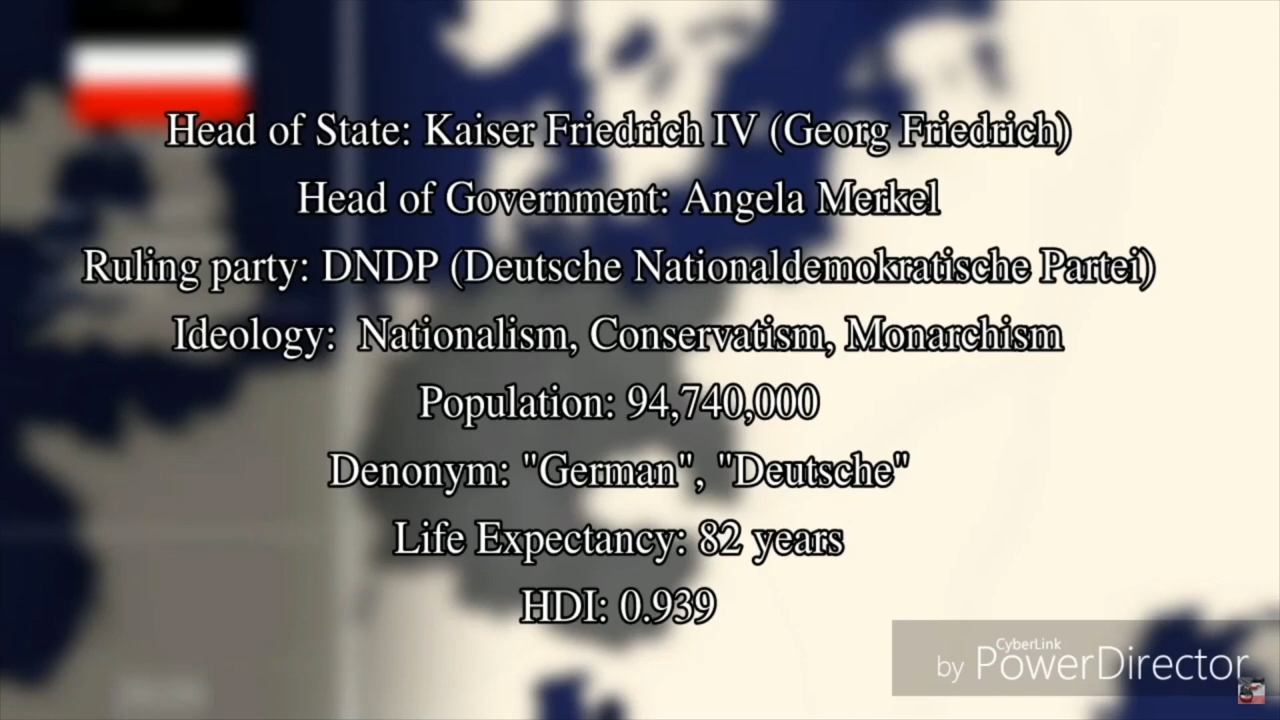 Head of State: Kaiser Friedrich IV (Georg Friedrich)
Head of Government: Angela Merkel
Ruling party: DNDP (Deutsche Nationaldemokratische Partei)
Ideology: Nationalism, Conservatism, Monarchism
Population: 94,740,000
Denonym: "German", "Deutsche"
Life Expectancy: 82 years
HDI: 0.939
CyberLink
by PowerDirector